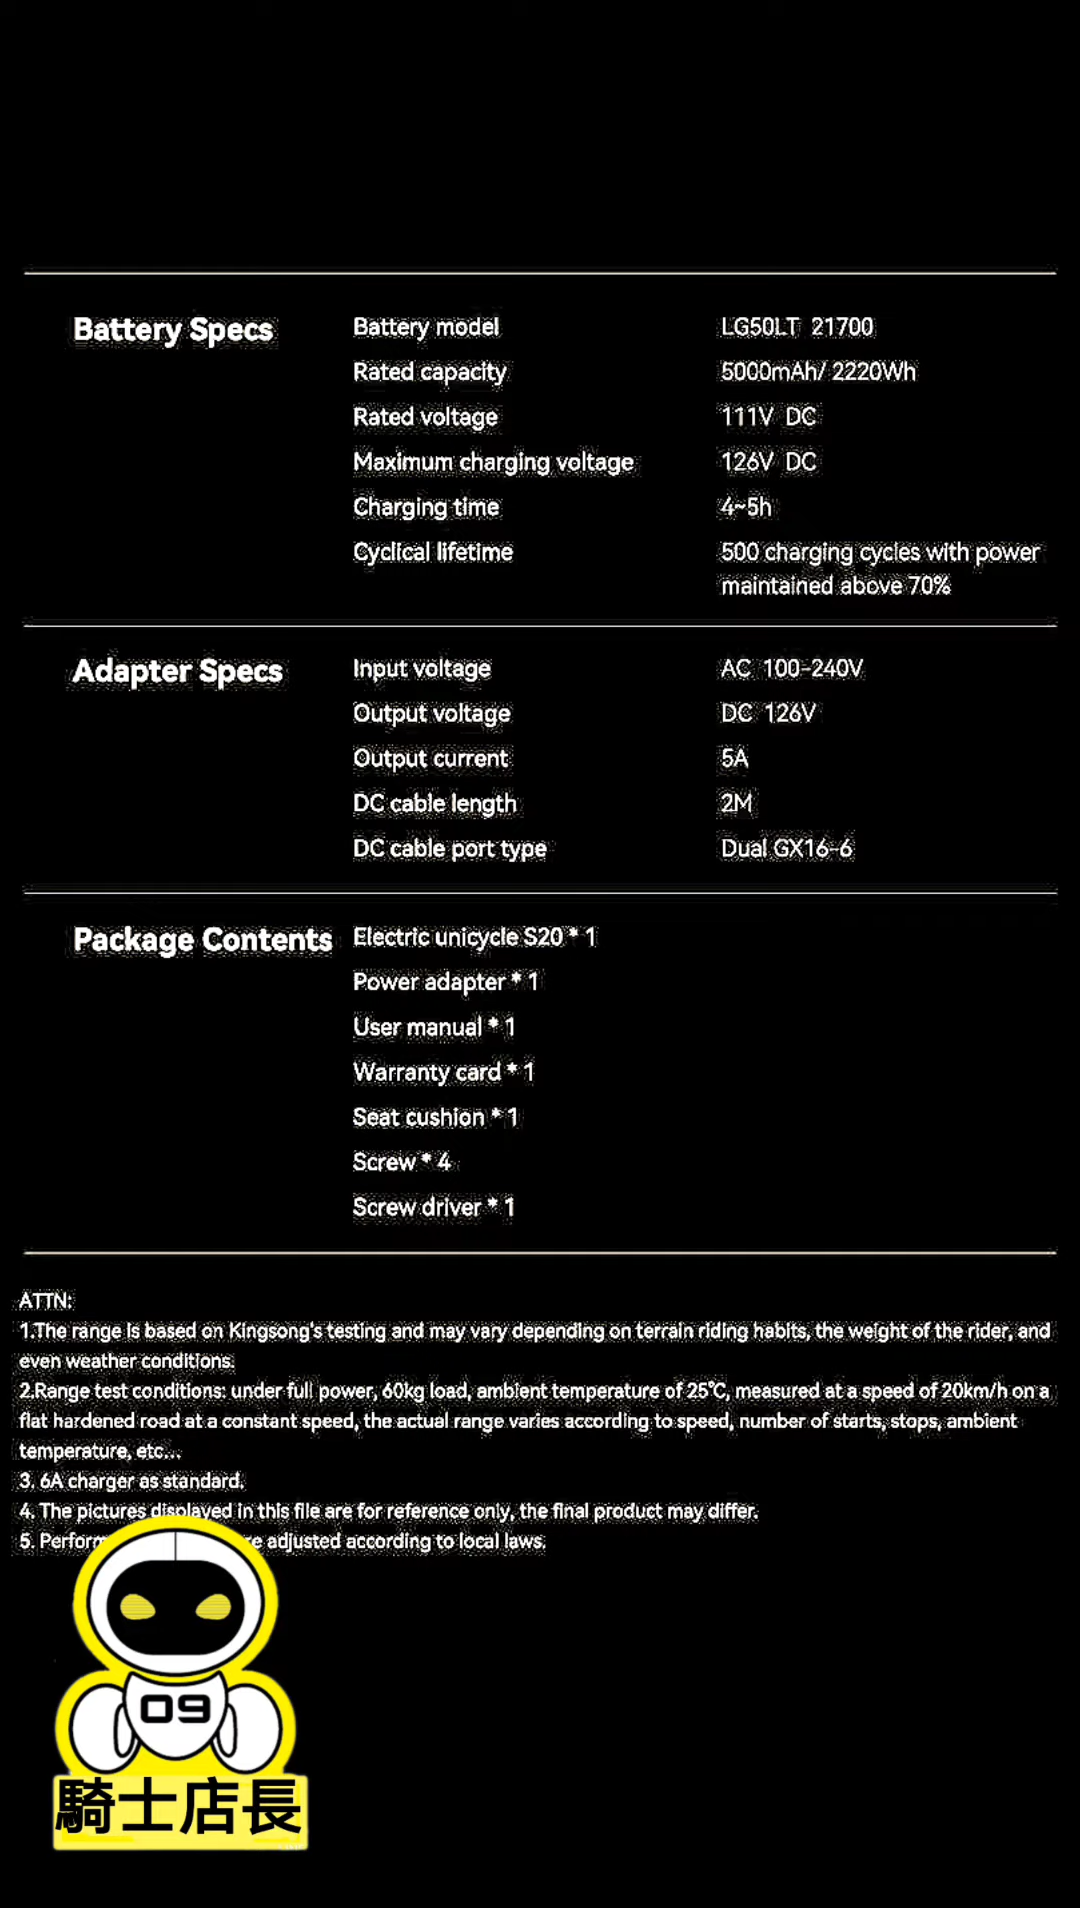 Battery Specs
Battery model LG50LT 21700
Rated capacity 5000mAh/ 2220Wh
Rated voltage 111V DC
Maximum charging voltage 126V DC
Charging time 4~5h
Cyclical lifetime 500 charging cycles with power
maintained above 70%
Adapter Specs
Input voltage AC 100-240V
Output voltage DC 126V
Output current 5A
DC cable length 2M
DC cable port type Dual GX16-6
Package Contents
Electric unicycle S20 * 1
Power adapter * 1
User manual * 1
Warranty card * 1
Seat cushion * 1
Screw * 4
Screw driver * 1
ATTN:
1.The range is based on Kingsong's testing and may vary depending on terrain riding habits, the weight of the rider, and
even weather conditions.
2.Range test conditions: under full power, 60kg load, ambient temperature of 25℃, measured at a speed of 20km/h on a
flat hardened road at a constant speed, the actual range varies according to speed, number of starts, stops, ambient
temperature, etc...
3. 6A charger as standard.
4. The pictures displayed in this file are for reference only, the final product may differ.
5. adjusted according to local laws.
09
騎士店長